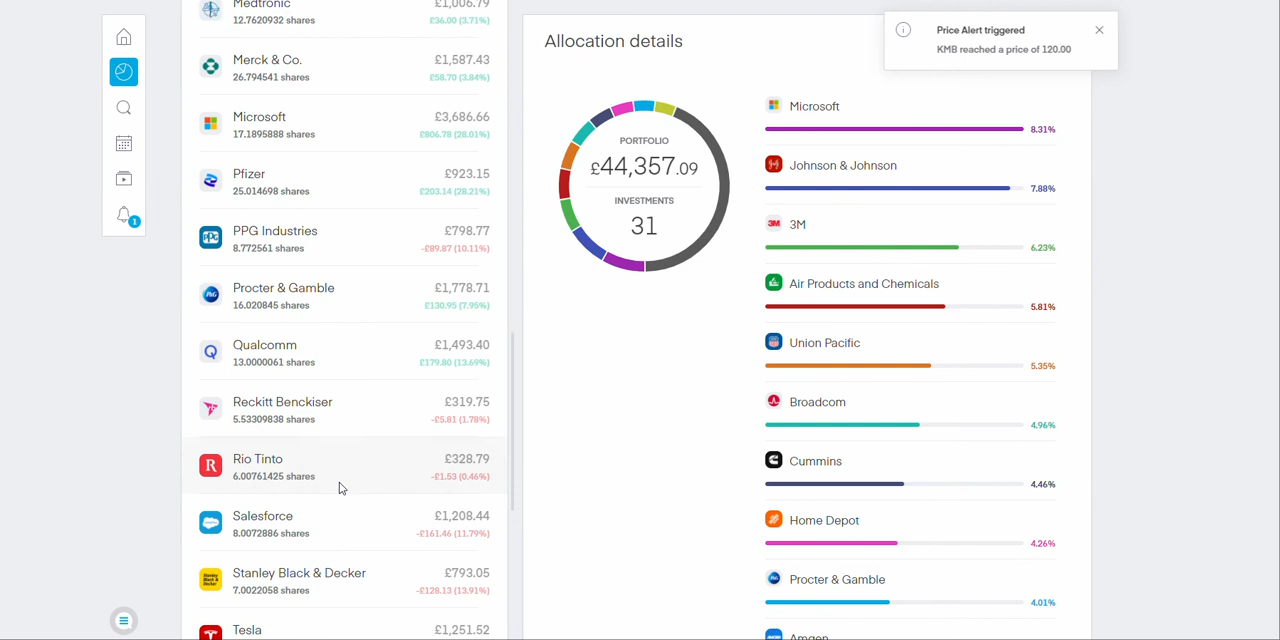 Medtronic
£1,006.79
12.7620932 shares
£36.00 (3.71%)
Merck & Co.
£1,587.43
26.794541 shares
£58.70 (3.84%)
Microsoft
£3,686.66
17.1895888 shares
£806.78 (28.01%)
Pfizer
£923.15
25.014698 shares
£203.14 (28.21%)
PPG Industries
£798.77
8.772561 shares
-£89.87 (10.11%)
Procter & Gamble
£1,778.71
16.020845 shares
£130.95 (7.95%)
Qualcomm
£1,493.40
13.0000061 shares
£179.80 (13.69%)
Reckitt Benckiser
£319.75
5.53309838 shares
-£5.81 (1.78%)
R
Rio Tinto
£328.79
6.00761425 shares
-£1.53 (0.46%)
Salesforce
£1,208.44
8.0072886 shares
-£161.46 (11.79%)
Stanley Black & Decker
£793.05
7.0022058 shares
-£128.13 (13.91%)
Tesla
£1,251.52
Allocation details
PORTFOLIO
£44,357.09
INVESTMENTS
31
Price Alert triggered
KMB reached a price of 120.00
Microsoft
8.31%
Johnson & Johnson
7.88%
3M
3M
6.23%
Air Products and Chemicals
5.81%
Union Pacific
5.35%
Broadcom
4.96%
Cummins
4.46%
Home Depot
4.26%
Procter & Gamble
4.01%
Amgen
1